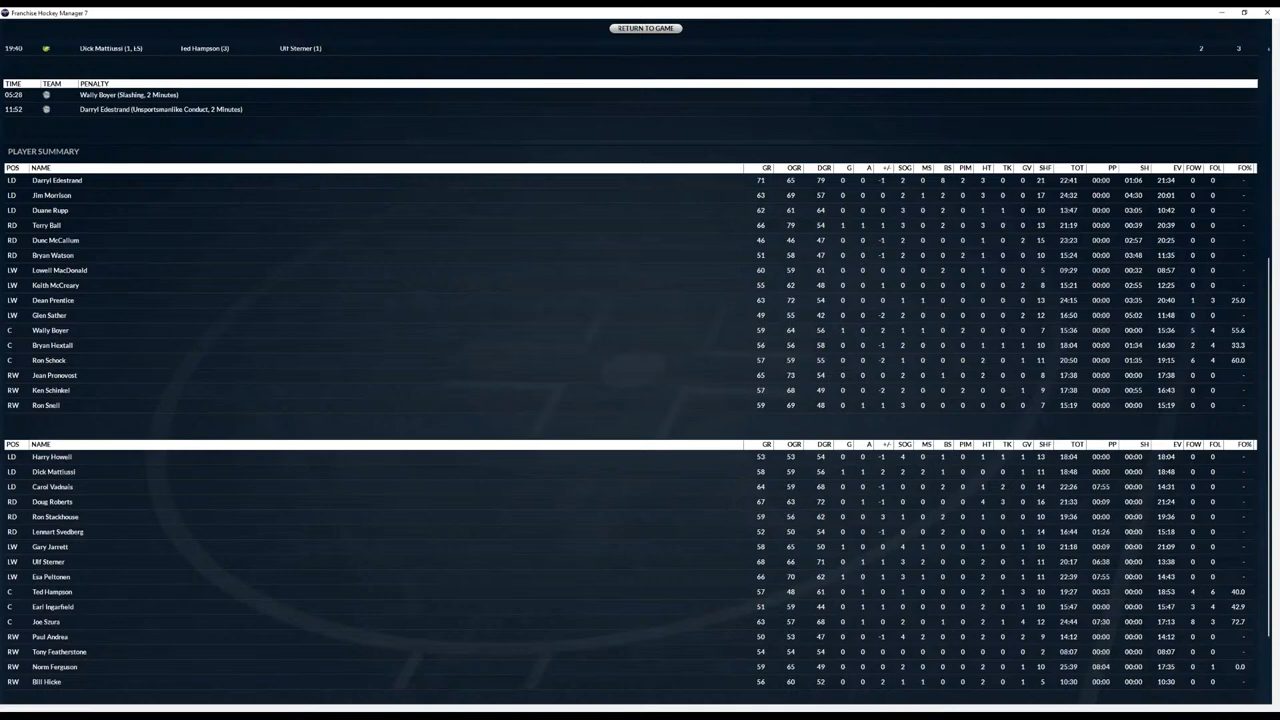 Franchise Hockey Manager 7
RETURN TO GAME
19:40 Dick Mattiussi (1, ES) Ted Hampson (3) Ulf Sterner (1) 2 3
TIME TEAM PENALTY
05:28 Wally Boyer (Slashing, 2 Minutes)
11:52 Darryl Edestrand (Unsportsmanlike Conduct, 2 Minutes)
PLAYER SUMMARY
POS NAME GR OGR DGR G A +/- SOG MS BS PIM HT TK GV SHF TOT PP SH EV FOW FOL FO%
LD Darryl Edestrand 71 65 79 0 0 -1 2 0 8 2 3 0 0 21 22:41 00:00 01:06 21:34 0 0 -
LD Jim Morrison 63 69 57 0 0 0 2 1 2 0 3 0 0 17 24:32 00:00 04:30 20:01 0 0 -
LD Duane Rupp 62 61 64 0 0 0 3 0 2 0 1 1 0 10 13:47 00:00 03:05 10:42 0 0 -
RD Terry Ball 66 79 54 1 1 1 3 0 2 0 3 0 0 13 21:19 00:00 00:39 20:39 0 0 -
RD Dunc McCallum 46 46 47 0 0 -1 2 0 0 0 1 0 2 15 23:23 00:00 02:57 20:25 0 0 -
RD Bryan Watson 51 58 47 0 0 -1 2 0 0 2 1 0 0 10 15:24 00:00 03:48 11:35 0 0 -
LW Lowell MacDonald 60 59 61 0 0 0 0 0 2 0 1 0 0 5 09:29 00:00 00:32 08:57 0 0 -
LW Keith McCreary 55 62 48 0 0 1 0 0 0 0 0 0 2 8 15:21 00:00 02:55 12:25 0 0 -
LW Dean Prentice 63 72 54 0 0 0 1 1 0 0 0 0 0 13 24:15 00:00 03:35 20:40 1 3 25.0
LW Glen Sather 49 55 42 0 0 -2 2 0 0 0 0 0 2 12 16:50 00:00 05:02 11:48 0 0 -
C Wally Boyer 59 64 56 1 0 2 1 1 0 2 0 0 0 7 15:36 00:00 00:00 15:36 5 4 55.6
C Bryan Hextall 56 56 58 0 0 -1 2 0 0 0 1 1 1 10 18:04 00:00 01:34 16:30 2 4 33.3
C Ron Schock 57 59 55 0 0 -2 1 0 0 0 2 0 1 11 20:50 00:00 01:35 19:15 6 4 60.0
RW Jean Pronovost 65 73 54 0 0 0 2 0 1 0 2 0 0 8 17:38 00:00 00:00 17:38 0 0 -
RW Ken Schinkel 57 68 49 0 0 -2 2 0 0 2 0 0 1 9 17:38 00:00 00:55 16:43 0 0 -
RW Ron Snell 59 69 48 0 1 1 3 0 0 0 0 0 0 7 15:19 00:00 00:00 15:19 0 0 -
POS NAME GR OGR DGR G A +/- SOG MS BS PIM HT TK GV SHF TOT PP SH EV FOW FOL FO%
LD Harry Howell 53 53 54 0 0 -1 4 0 1 0 1 1 1 13 18:04 00:00 00:00 18:04 0 0 -
LD Dick Mattiussi 58 59 56 1 1 2 2 2 1 0 0 0 1 11 18:48 00:00 00:00 18:48 0 0 -
LD Carol Vadnais 64 59 68 0 0 -1 0 0 2 0 1 2 0 14 22:26 07:55 00:00 14:31 0 0 -
RD Doug Roberts 67 63 72 0 1 -1 0 0 0 0 4 3 0 16 21:33 00:09 00:00 21:24 0 0 -
RD Ron Stackhouse 59 56 62 0 0 3 1 0 2 0 1 0 0 10 19:36 00:00 00:00 19:36 0 0 -
RD Lennart Svedberg 52 50 54 0 0 -1 0 0 2 0 0 0 1 14 16:44 01:26 00:00 15:18 0 0 -
LW Gary Jarrett 58 65 50 1 0 0 4 1 0 0 1 0 1 10 21:18 00:09 00:00 21:09 0 0 -
LW Ulf Sterner 68 66 71 0 1 1 3 2 0 0 2 0 0 11 20:17 06:38 00:00 13:38 0 0 -
LW Esa Peltonen 66 70 62 1 0 1 3 1 0 0 2 0 1 11 22:39 07:55 00:00 14:43 0 0 -
C Ted Hampson 57 48 61 0 1 0 1 0 0 0 2 1 3 10 19:27 00:33 00:00 18:53 4 6 40.0
C Earl Ingarfield 51 59 44 0 1 1 0 0 0 0 2 0 1 10 15:47 00:00 00:00 15:47 3 4 42.9
C Joe Szura 63 57 68 0 1 0 2 0 1 0 2 1 4 12 24:44 07:30 00:00 17:13 8 3 72.7
RW Paul Andrea 50 53 47 0 0 -1 4 2 0 0 0 2 2 9 14:12 00:00 00:00 14:12 0 0 -
RW Tony Featherstone 54 54 54 0 0 0 0 0 0 0 0 0 0 2 08:07 00:00 00:00 08:07 0 0 -
RW Norm Ferguson 59 65 49 0 0 0 2 0 0 0 2 0 1 10 25:39 08:04 00:00 17:35 0 1 0.0
RW Bill Hicke 56 60 52 0 0 2 1 1 0 0 0 0 1 5 10:30 00:00 00:00 10:30 0 0 -